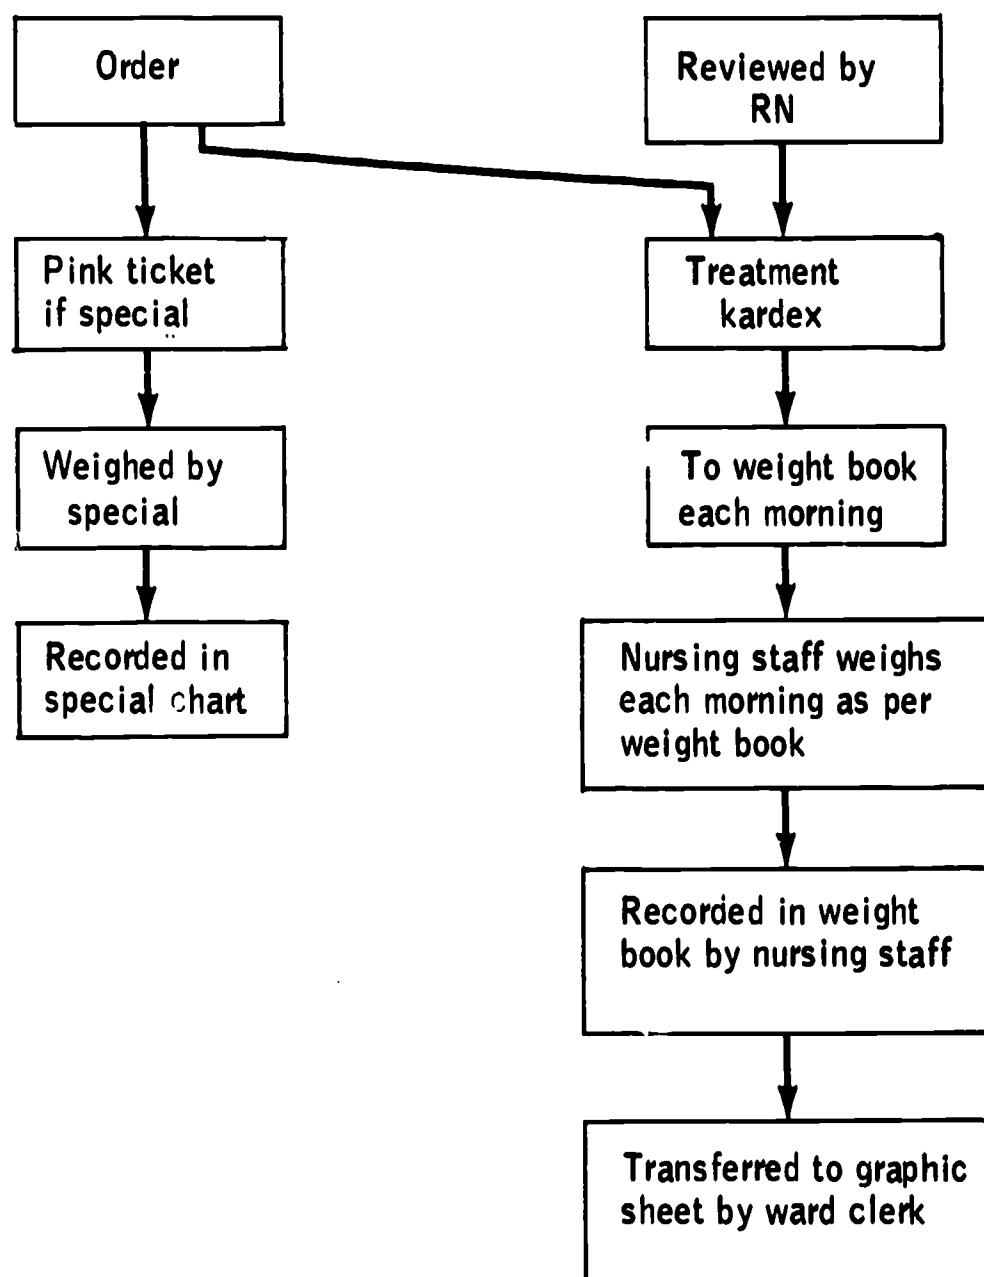 Order
Reviewed by
RN
Pink ticket
if special
Treatment
kardex
Weighed by
special
To weight book
each morning
Recorded in
special chart
Nursing staff weighs
each morning as per
weight book
Recorded in weight
book by nursing staff
Transferred to graphic
sheet by ward clerk